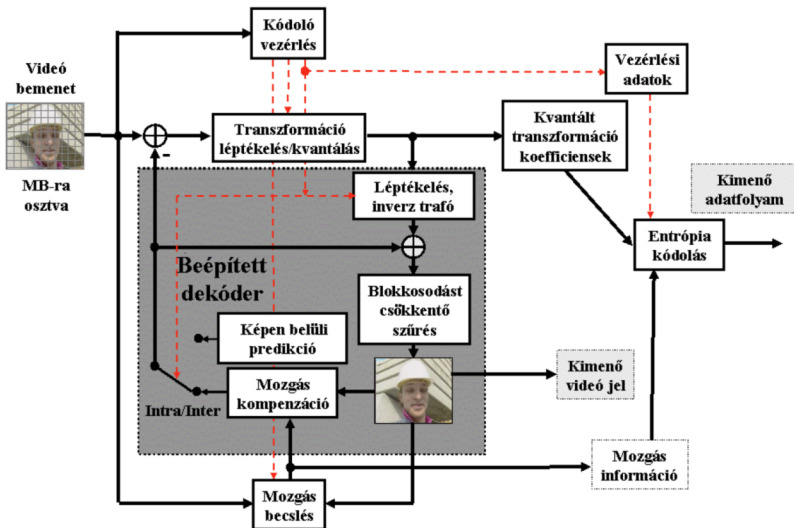 Kódoló
vezérlés
Videó
bemenet
Vezérlési
adatok
Transzformáció
léptékelés/kvantálás
Kvantált
transzformáció
koefficiensek
-
MB-ra
osztva
Léptékelés,
inverz trafó
Kimenő
adatfolyam
Entrópia
kódolás
Beépített
dekóder
Blokkosodást
csökkentő
szűrés
Képen belüli
predikció
Kimenő
videó jel
Mozgás
kompenzáció
Intra/Inter
Mozgás
információ
Mozgás
becslés